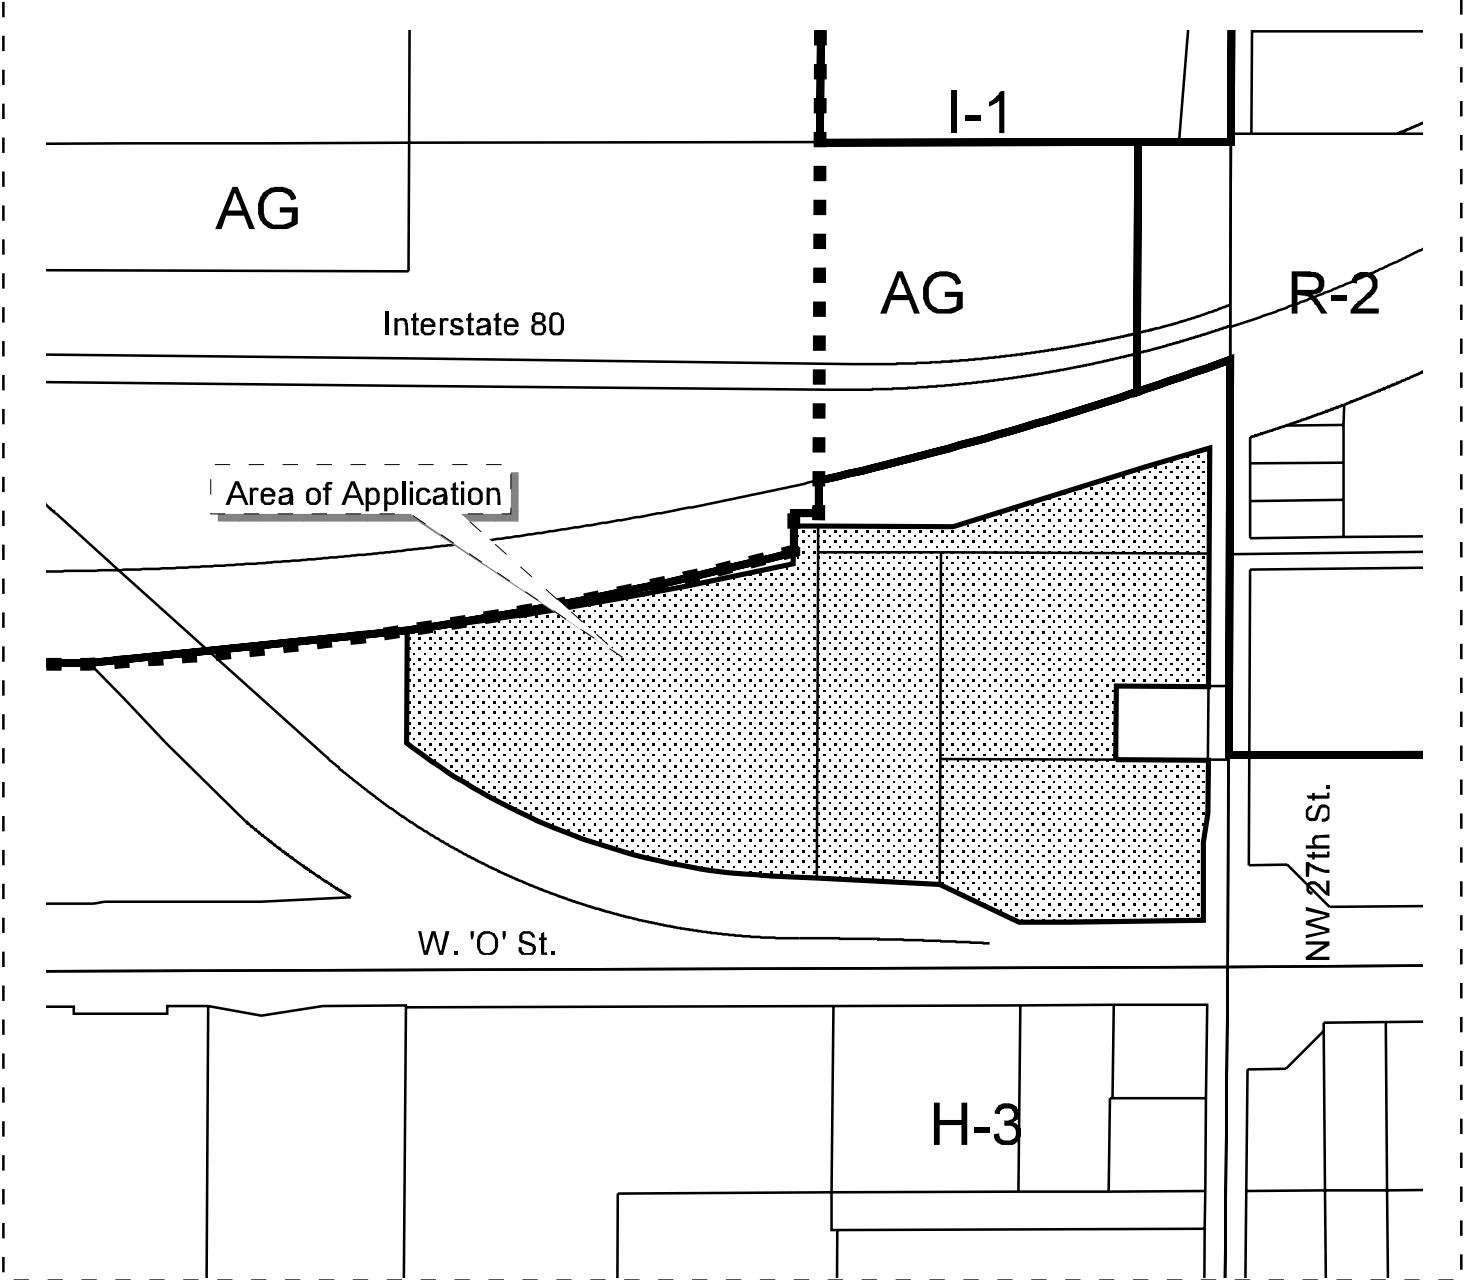 I-1
AG
AG
R-2
Interstate 80
Area of Application
NW 27th St.
W. 'O' St.
H-3